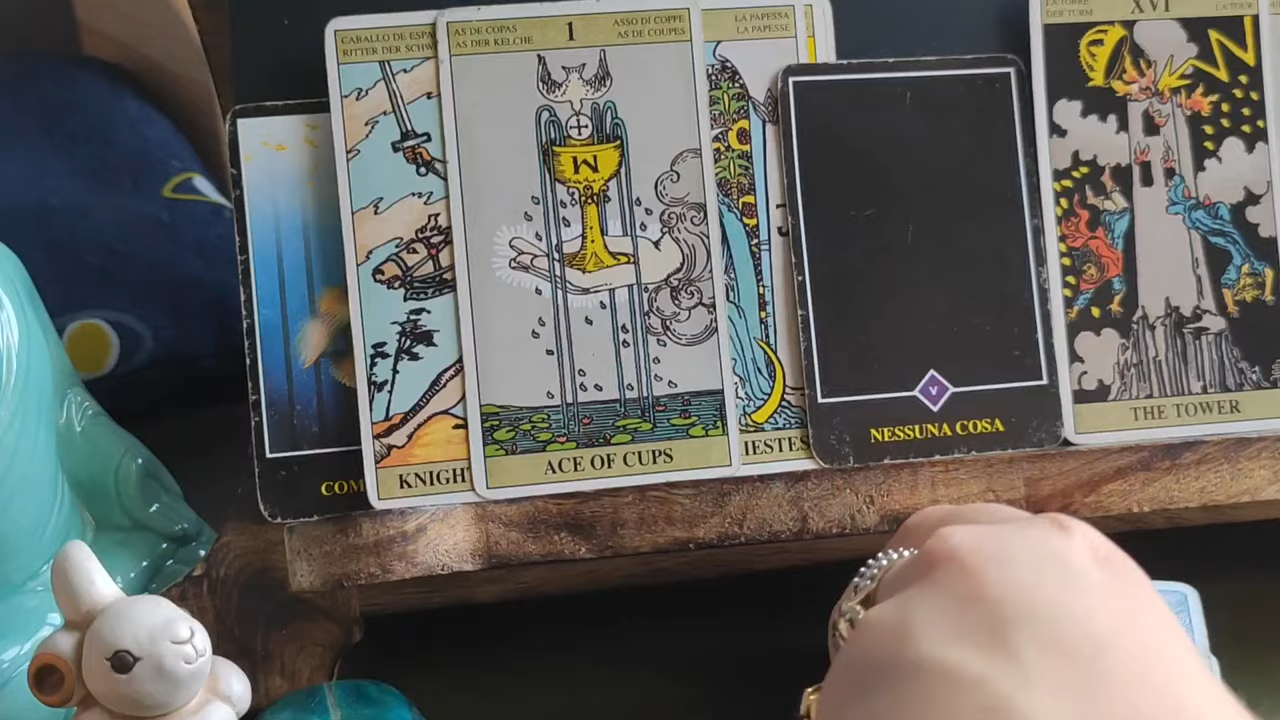 CABALLO DE ESPA
RITTER DER SCHW
KNIGHT
COM
AS DE COPAS
AS DER KELCHE
1
ASSO DI COPPE
AS DE COUPES
M
ACE OF CUPS
LA PAPESSA
LA PAPESSE
IESTES
V
NESSUNA COSA
LA TORRE
DER TURM
XVI
LA TOUR
THE TOWER